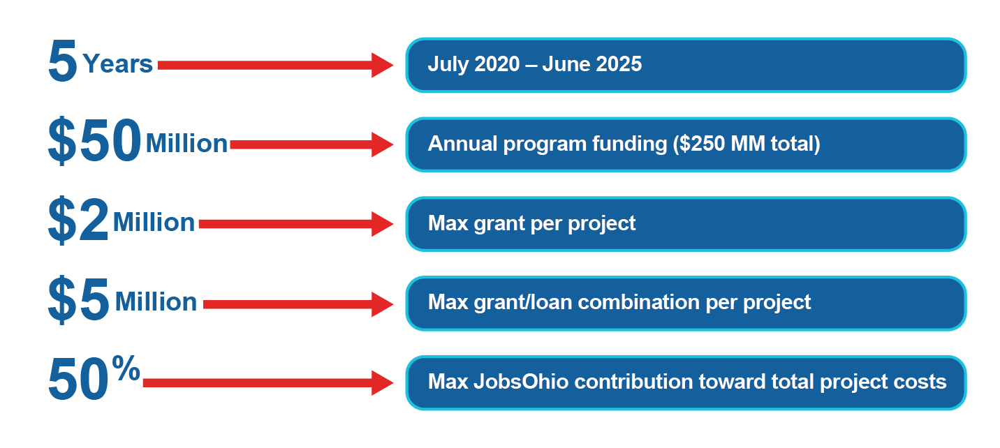 5 Years
July 2020 – June 2025
$50 Million
Annual program funding ($250 MM total)
$2 Million
Max grant per project
$5 Million
Max grant/loan combination per project
50%
Max JobsOhio contribution toward total project costs